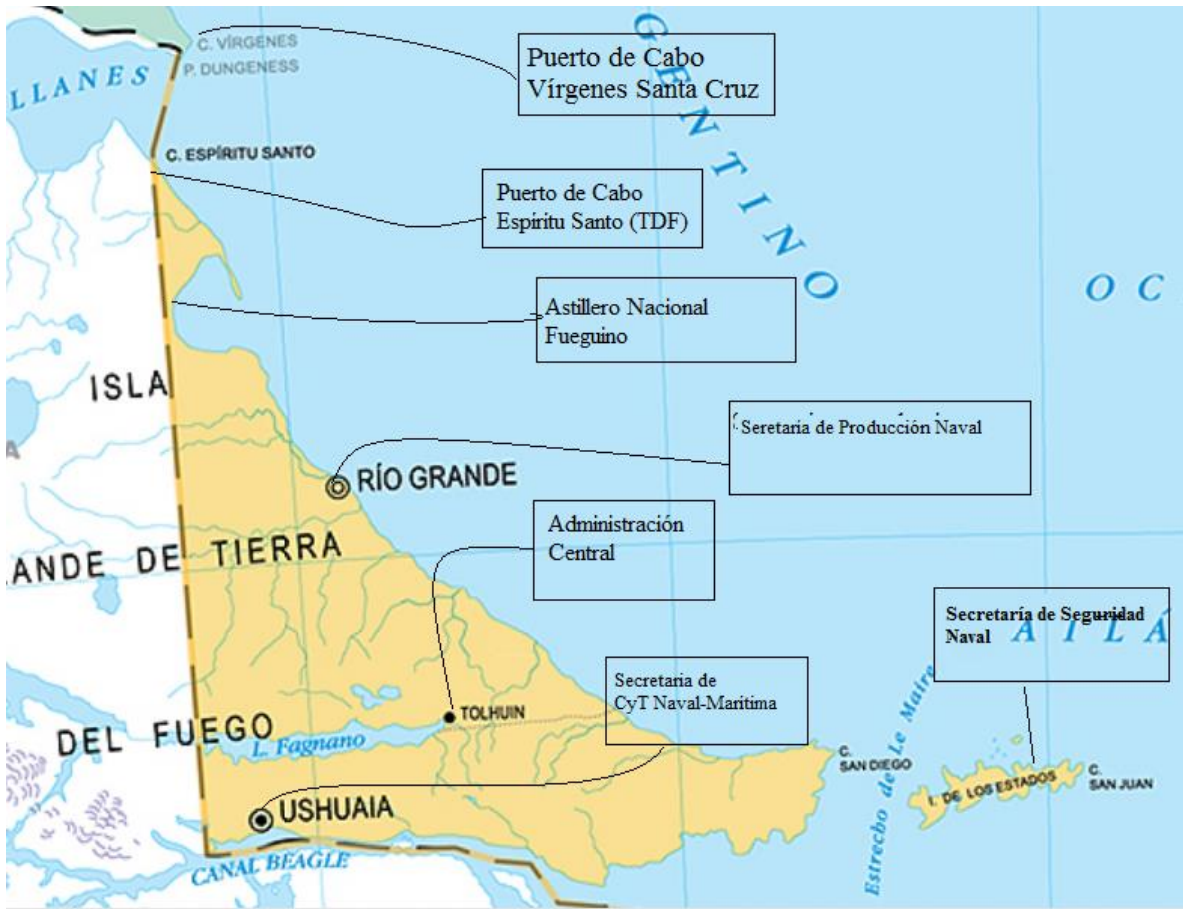 C. VÍRGENES
P. DUNGENESS
LLANES
Puerto de Cabo
Vírgenes Santa Cruz
GENTINO
C. ESPÍRITU SANTO
Puerto de Cabo
Espíritu Santo (TDF)
Astillero Nacional
Fueguino
O C
ISLA
A
Seretaría de Producción Naval
RÍO GRANDE
Administración
Central
ANDE DE TIERRA
Secretaría de Seguridad
Naval
A T L Á
Secretaria de
CyT Naval-Marítima
TOLHUIN
DEL FUEGO
L. Fagnano
Estrecho de Le Maire
C.
SAN DIEGO
I. DE LOS ESTADOS
C.
SAN JUAN
USHUAIA
CANAL BEAGLE